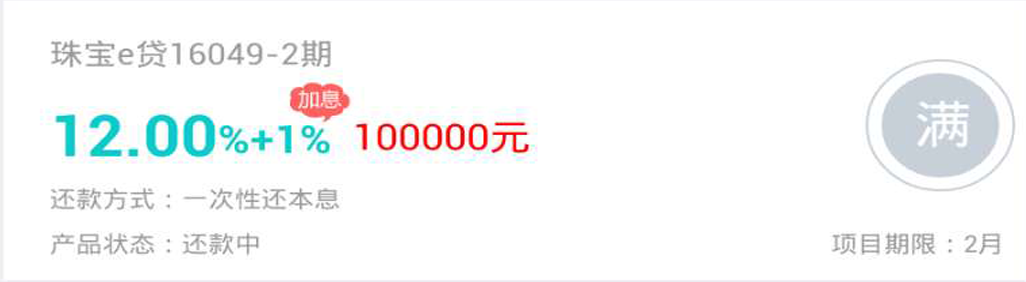 珠宝e贷16049-2期
加息
12.00%+1% 100000元
满
还款方式：一次性还本息
产品状态：还款中 项目期限：2月